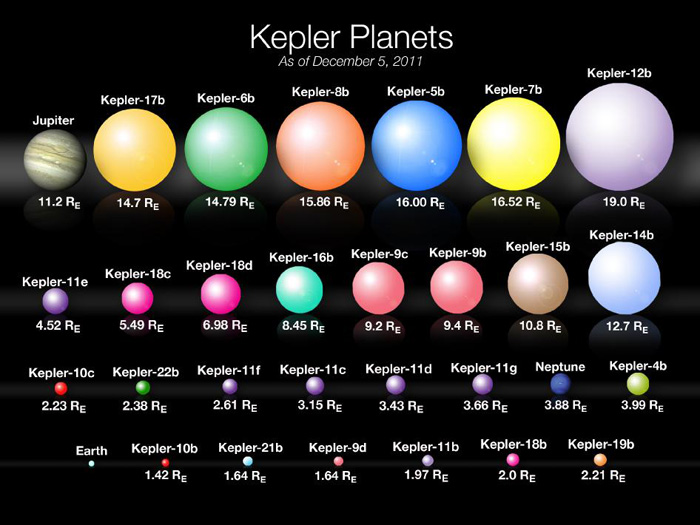 Kepler Planets
As of December 5, 2011
Jupiter Kepler-17b Kepler-6b Kepler-8b Kepler-5b Kepler-7b Kepler-12b
11.2 RE 14.7 RE 14.79 RE 15.86 RE 16.00 RE 16.52 RE 19.0 RE
Kepler-11e Kepler-18c Kepler-18d Kepler-16b Kepler-9c Kepler-9b Kepler-15b Kepler-14b
4.52 RE 5.49 RE 6.98 RE 8.45 RE 9.2 RE 9.4 RE 10.8 RE 12.7 RE
Kepler-10c Kepler-22b Kepler-11f Kepler-11c Kepler-11d Kepler-11g Neptune Kepler-4b
2.23 RE 2.38 RE 2.61 RE 3.15 RE 3.43 RE 3.66 RE 3.88 RE 3.99 RE
Earth Kepler-10b Kepler-21b Kepler-9d Kepler-11b Kepler-18b Kepler-19b
1.42 RE 1.64 RE 1.64 RE 1.97 RE 2.0 RE 2.21 RE